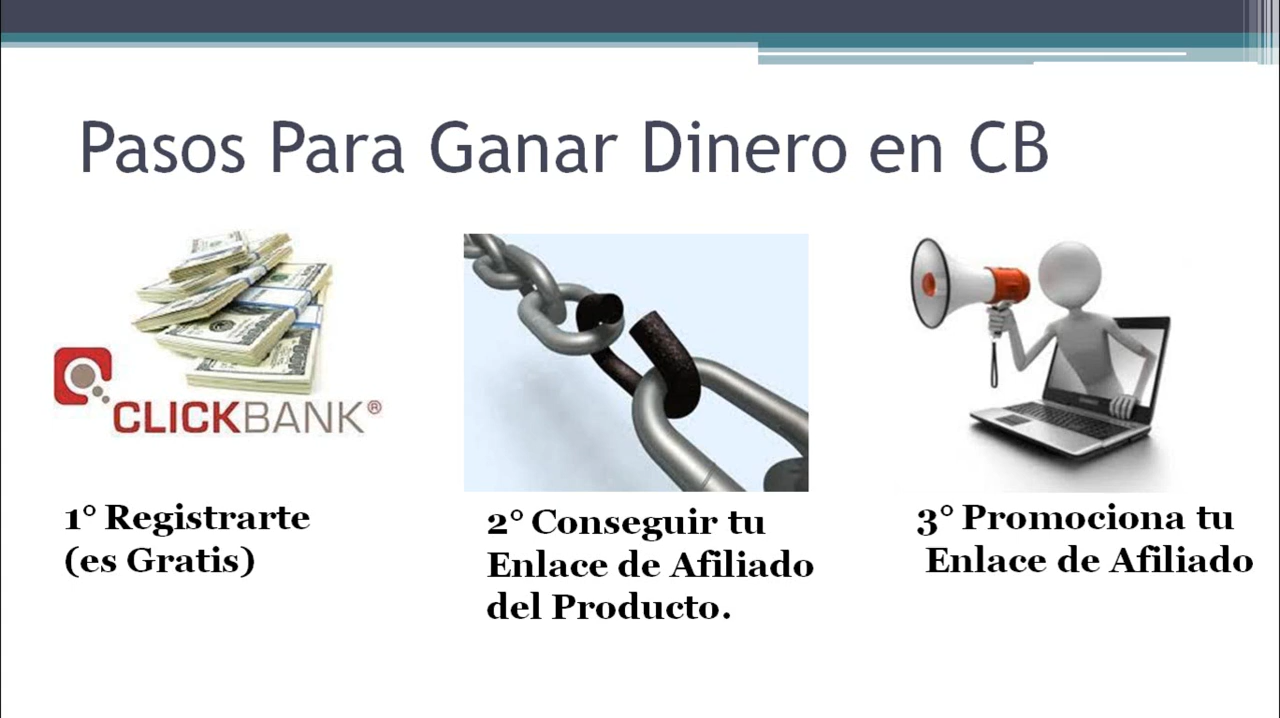 Pasos Para Ganar Dinero en CB
CLICKBANK®
1° Registrarte
(es Gratis)
2° Conseguir tu
Enlace de Afiliado
del Producto.
3° Promociona tu
Enlace de Afiliado